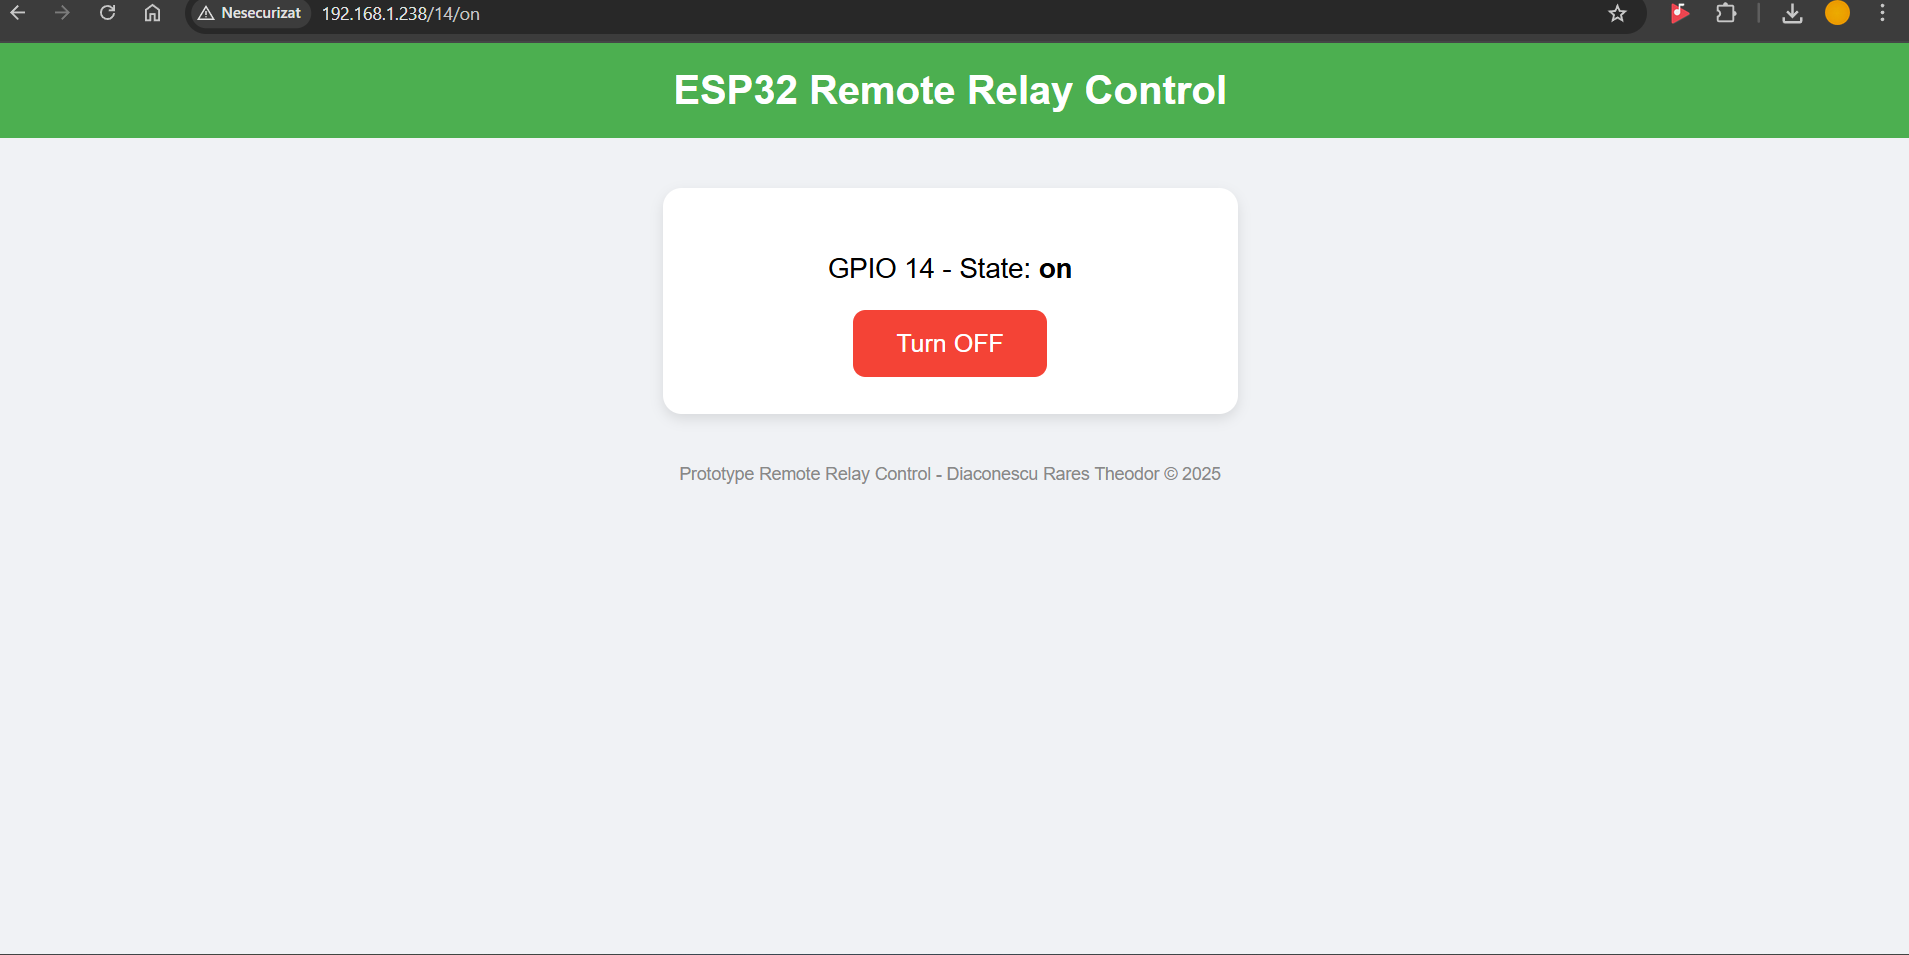 Nesecurizat 192.168.1.238/14/on
ESP32 Remote Relay Control
GPIO 14 - State: on
Turn OFF
Prototype Remote Relay Control - Diaconescu Rares Theodor © 2025